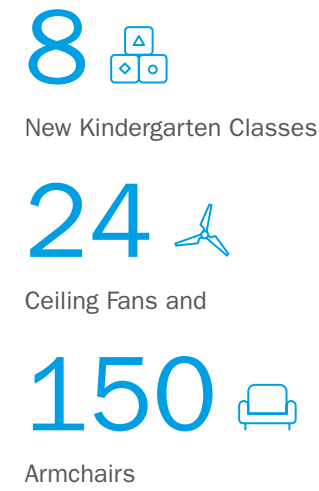 8
New Kindergarten Classes
24
Ceiling Fans and
150
Armchairs